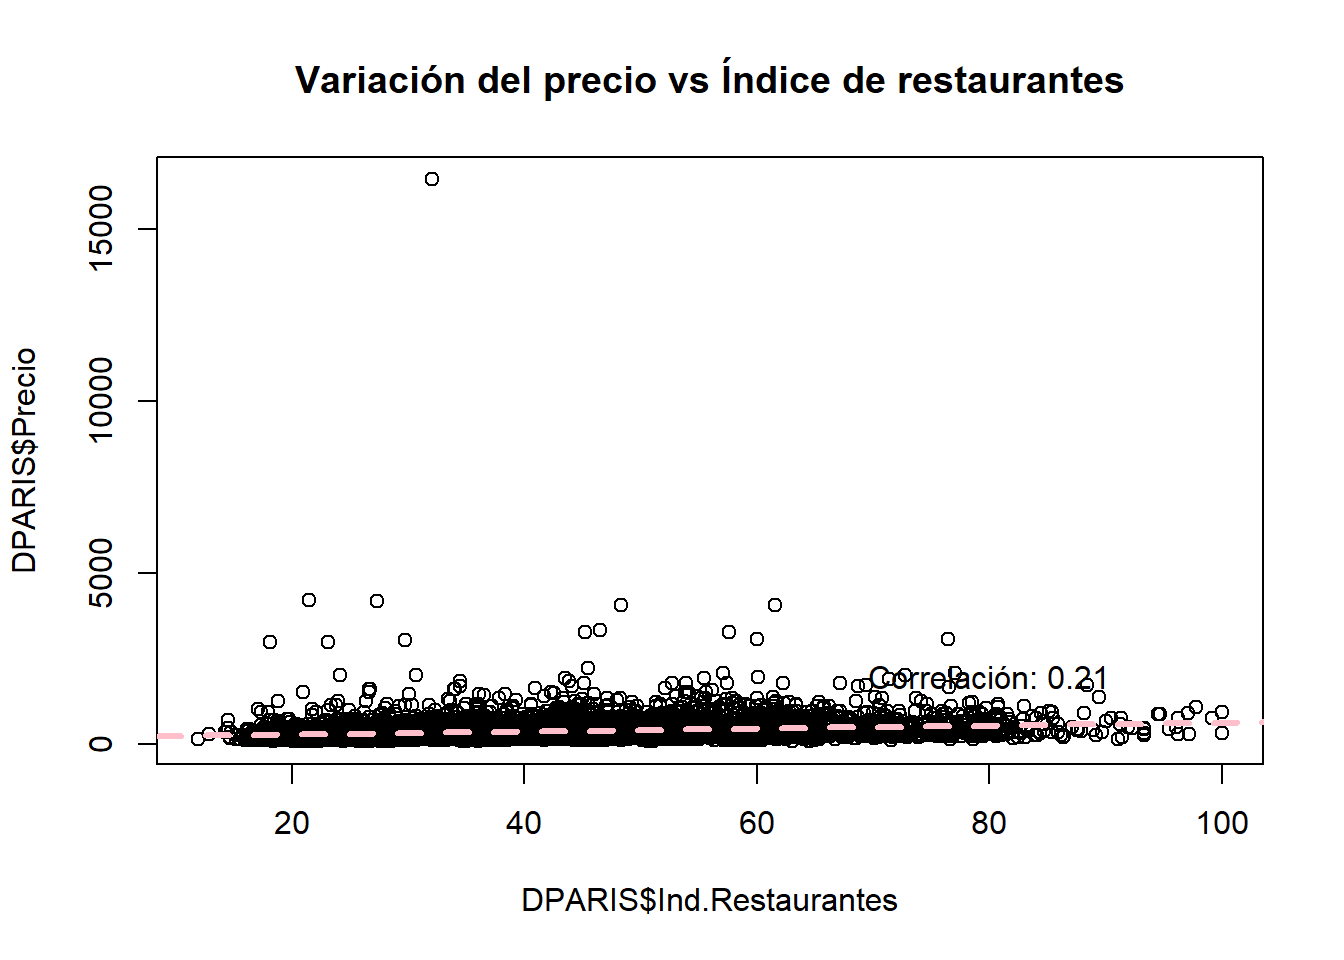 Variación del precio vs Índice de restaurantes
DPARIS$Precio
15000
10000
5000
0
Correlación: 0.21
20 40 60 80 100
DPARIS$Ind.Restaurantes